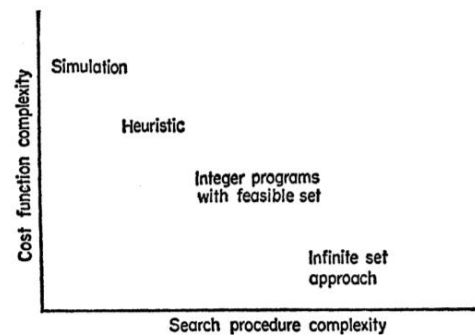 Cost function complexity
Simulation
Heuristic
Integer programs
with feasible set
Infinite set
approach
Search procedure complexity